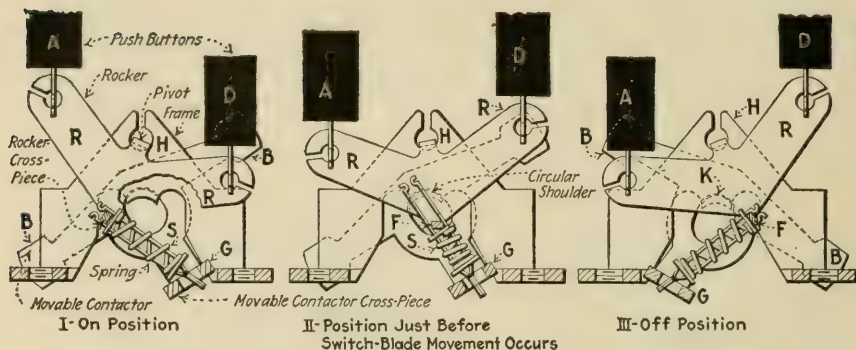 A
Push Buttons
D
Rocker
Pivot
Frame
R
H
B
Rocker
Cross-
Piece
R
B
S
G
Spring
Movable Contactor
Movable Contactor Cross-Piece
I-On Position
A
D
R
H
R
Circular
Shoulder
F
S
G
II-Position Just Before
Switch-Blade Movement Occurs
D
A
H
B
R
K
F
B
G
III-Off Position